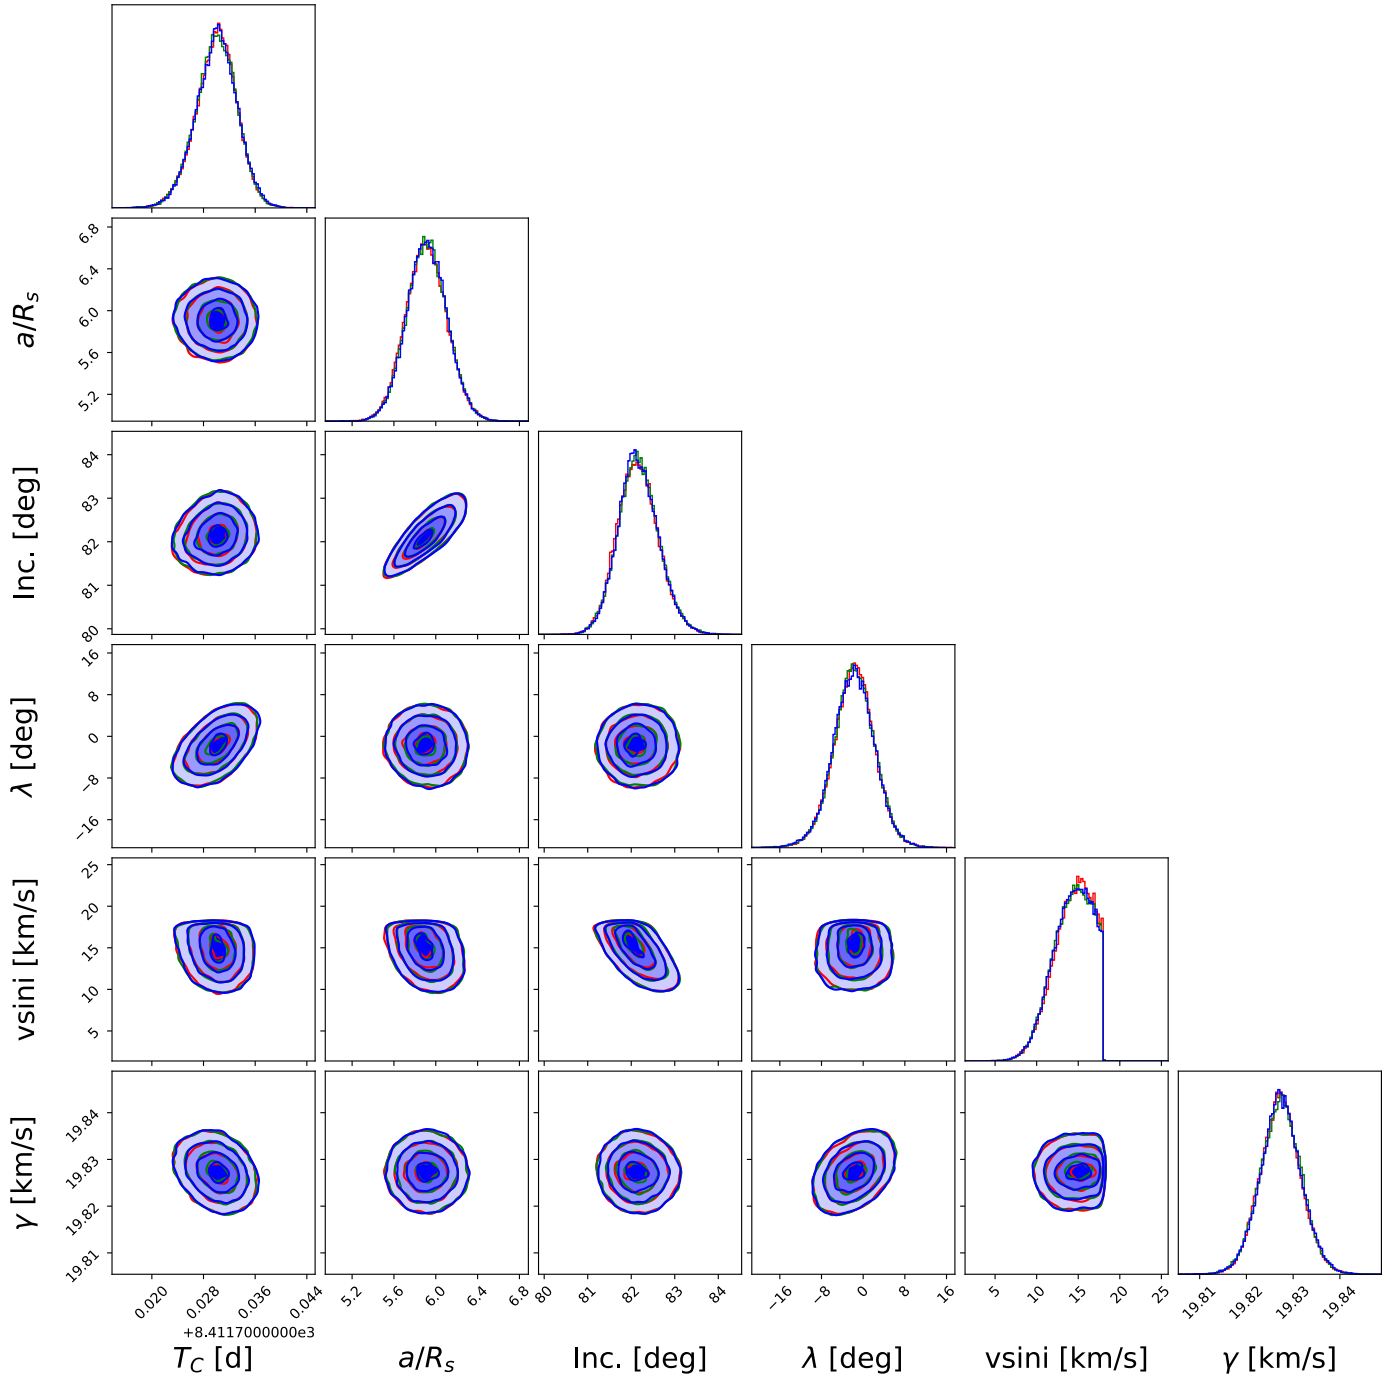 6.8
6.4
6.0
5.6
5.2
a/R_s
84
83
82
81
80
Inc. [deg]
16
8
0
−8
−16
λ [deg]
25
20
15
10
5
vsini [km/s]
19.84
19.83
19.82
19.81
γ [km/s]
0.020 0.028 0.036 0.044
5.2 5.6 6.0 6.4 6.8
80 81 82 83 84
−16 −8 0 8 16
5 10 15 20 25
19.81 19.82 19.83 19.84
+8.4117000000e3
T_C [d] a/R_s Inc. [deg] λ [deg] vsini [km/s] γ [km/s]